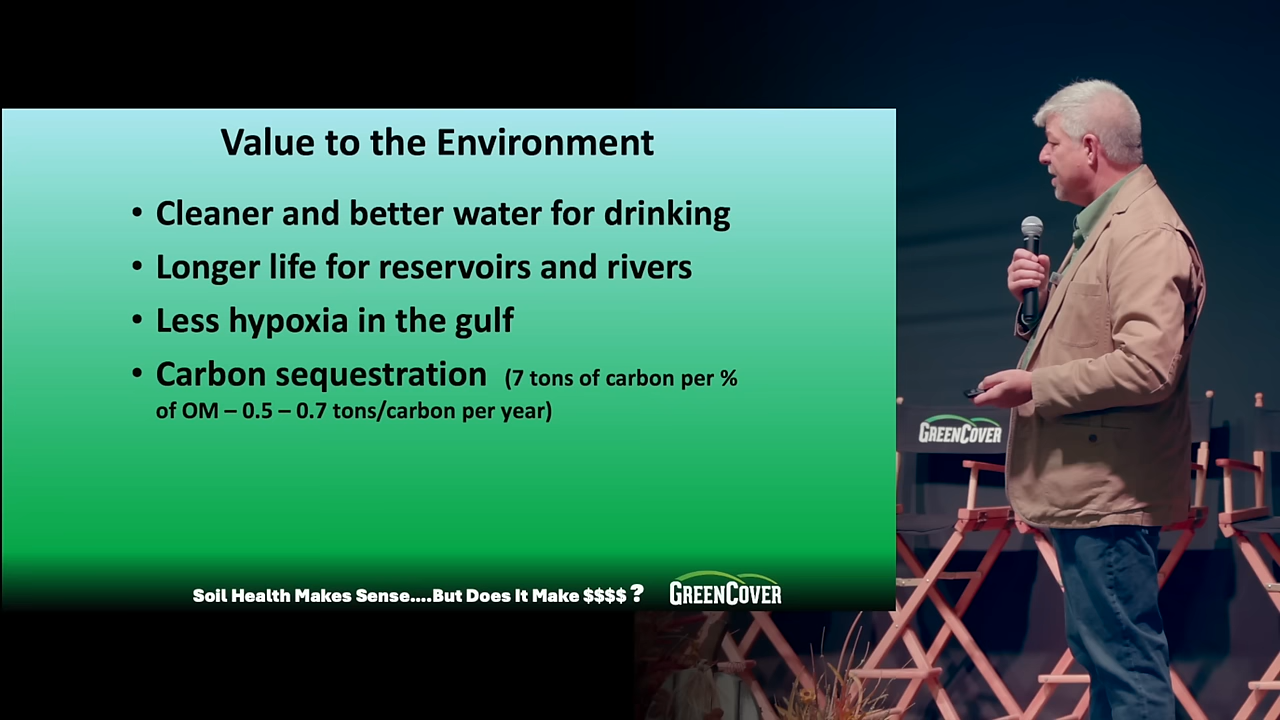 Value to the Environment
• Cleaner and better water for drinking
• Longer life for reservoirs and rivers
• Less hypoxia in the gulf
• Carbon sequestration (7 tons of carbon per %
of OM – 0.5 – 0.7 tons/carbon per year)
Soil Health Makes Sense....But Does It Make $$$$ ?
GREENCOVER
GREENCOVER